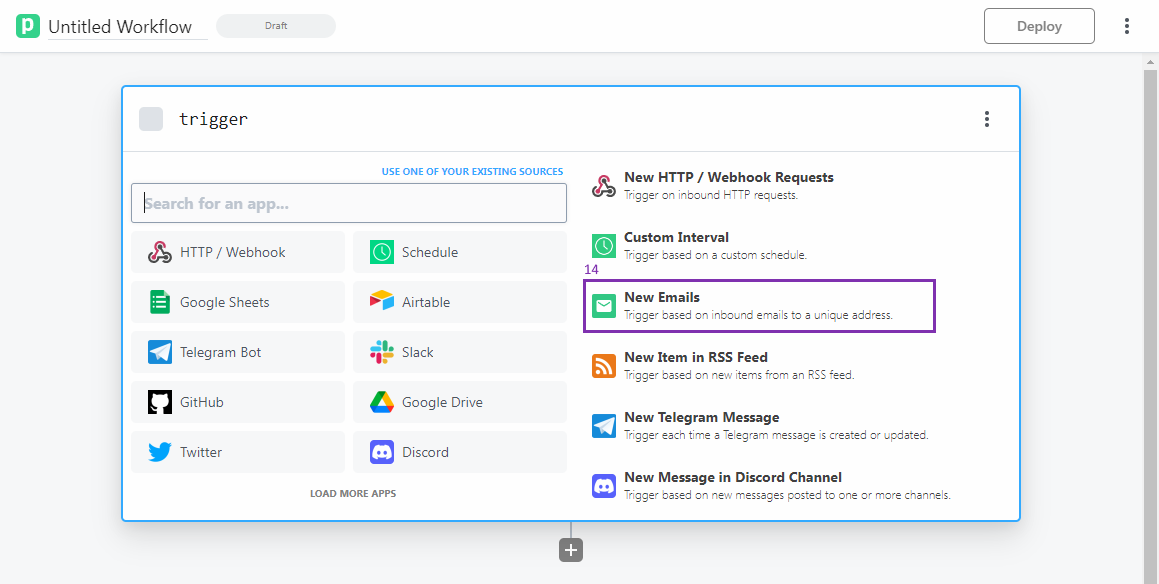 Untitled Workflow
Draft
Deploy
trigger
USE ONE OF YOUR EXISTING SOURCES
Search for an app...
HTTP / Webhook
Schedule
Google Sheets
Airtable
Telegram Bot
Slack
GitHub
Google Drive
Twitter
Discord
LOAD MORE APPS
New HTTP / Webhook Requests
Trigger on inbound HTTP requests.
Custom Interval
Trigger based on a custom schedule.
14
New Emails
Trigger based on inbound emails to a unique address.
New Item in RSS Feed
Trigger based on new items from an RSS feed.
New Telegram Message
Trigger each time a Telegram message is created or updated.
New Message in Discord Channel
Trigger based on new messages posted to one or more channels.